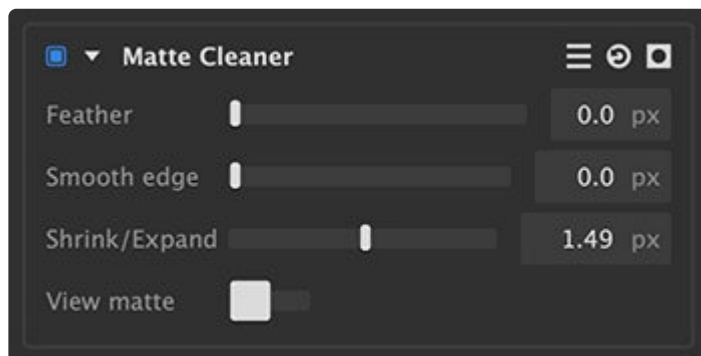 Matte Cleaner
Feather 0.0 px
Smooth edge 0.0 px
Shrink/Expand 1.49 px
View matte